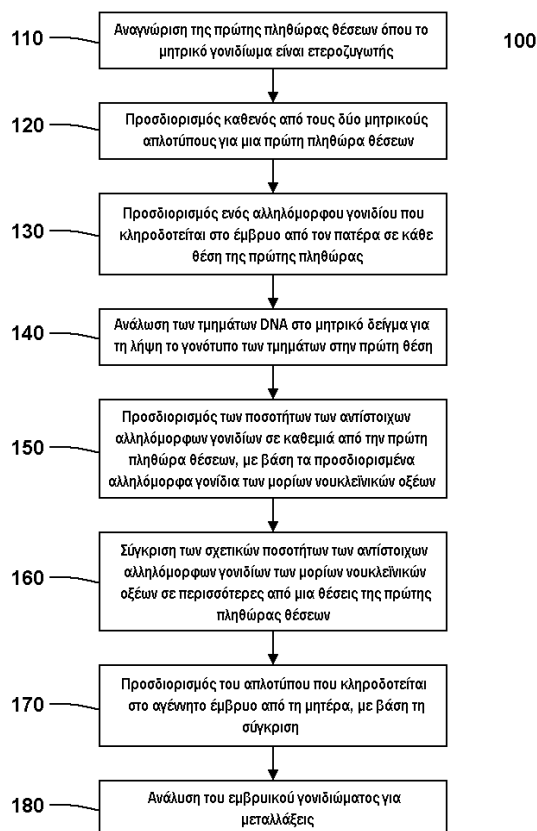 110
Αναγνώριση της πρώτης πληθώρας θέσεων όπου το
μητρικό γονιδίωμα είναι ετεροζυγωτής
100
120
Προσδιορισμός καθενός από τους δύο μητρικούς
απλοτύπους για μια πρώτη πληθώρα θέσεων
130
Προσδιορισμός ενός αλληλόμορφου γονιδίου που
κληροδοτείται στο έμβρυο από τον πατέρα σε κάθε
θέση της πρώτης πληθώρας
140
Ανάλωση των τμημάτων DNA στο μητρικό δείγμα για
τη λήψη το γονότυπο των τμημάτων στην πρώτη θέση
150
Προσδιορισμός των ποσοτήτων των αντίστοιχων
αλληλόμορφων γονιδίων σε καθεμιά από την πρώτη
πληθώρα θέσεων, με βάση τα προσδιορισμένα
αλληλόμορφα γονίδια των μορίων νουκλεϊνικών οξέων
160
Σύγκριση των σχετικών ποσοτήτων των αντίστοιχων
αλληλόμορφων γονιδίων των μορίων νουκλεϊνικών
οξέων σε περισσότερες από μια θέσεις της πρώτης
πληθώρας θέσεων
170
Προσδιορισμός του απλοτύπου που κληροδοτείται
στο αγέννητο έμβρυο από τη μητέρα, με βάση τη
σύγκριση
180
Ανάλυση του εμβρυικού γονιδιώματος για
μεταλλάξεις